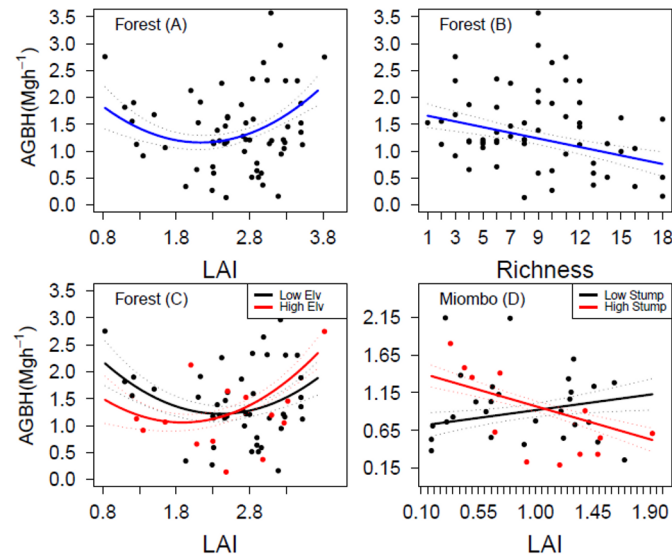 Forest (A)
AGBH(Mgh⁻¹)
3.5
3.0
2.5
2.0
1.5
1.0
0.5
0.0
0.8 1.8 2.8 3.8
LAI
Forest (B)
3.5
3.0
2.5
2.0
1.5
1.0
0.5
0.0
1 3 5 7 9 11 13 15 18
Richness
Forest (C)
Low Elv
High Elv
AGBH(Mgh⁻¹)
3.5
3.0
2.5
2.0
1.5
1.0
0.5
0.0
0.8 1.8 2.8
LAI
Miombo (D)
Low Stump
High Stump
2.15
1.65
1.15
0.65
0.15
0.10 0.55 1.00 1.45 1.90
LAI